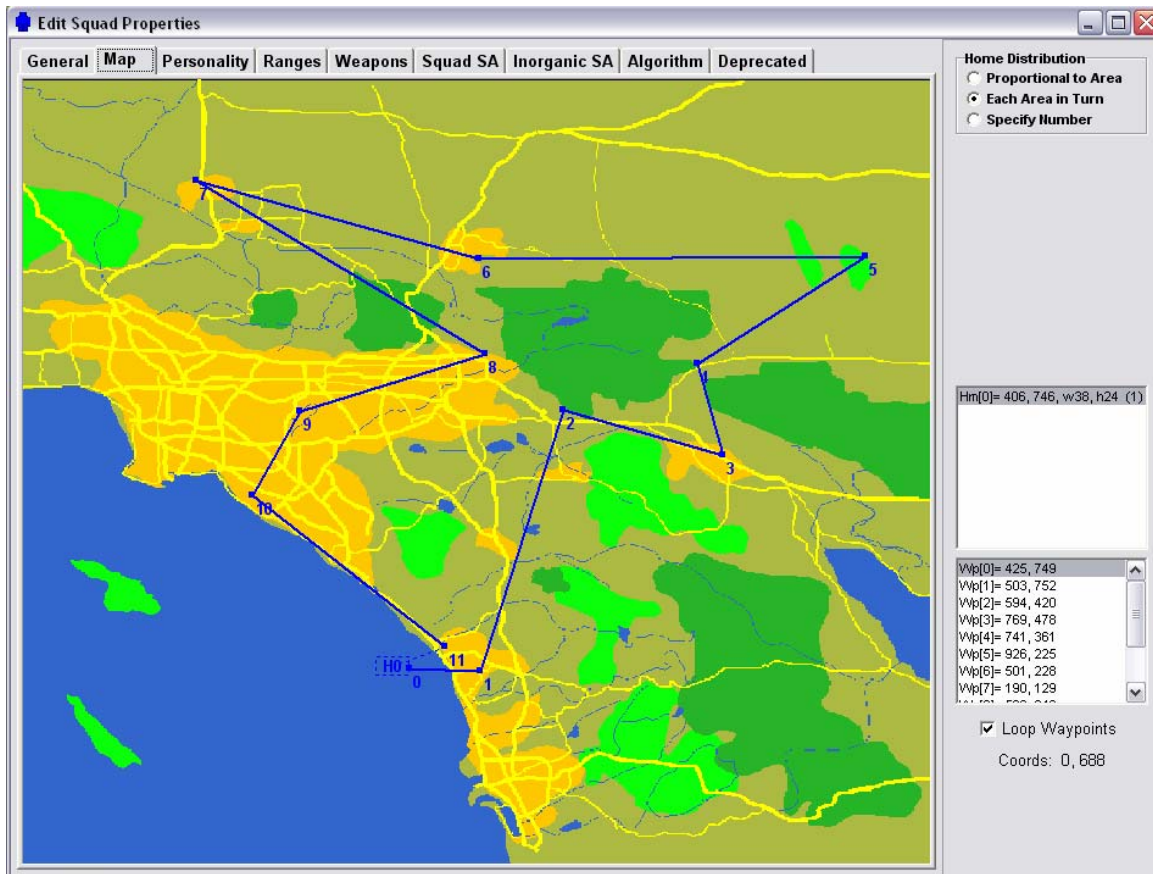 Edit Squad Properties
General Map Personality Ranges Weapons Squad SA Inorganic SA Algorithm Deprecated
Home Distribution
Proportional to Area
Each Area in Turn
Specify Number
7
6
5
8
4
9
2
3
10
H0
0
11
1
Hm[0]= 406, 746, w38, h24 (1)
Wp[0]= 425, 749
Wp[1]= 503, 752
Wp[2]= 594, 420
Wp[3]= 769, 478
Wp[4]= 741, 361
Wp[5]= 926, 225
Wp[6]= 501, 228
Wp[7]= 190, 129
Loop Waypoints
Coords: 0, 688